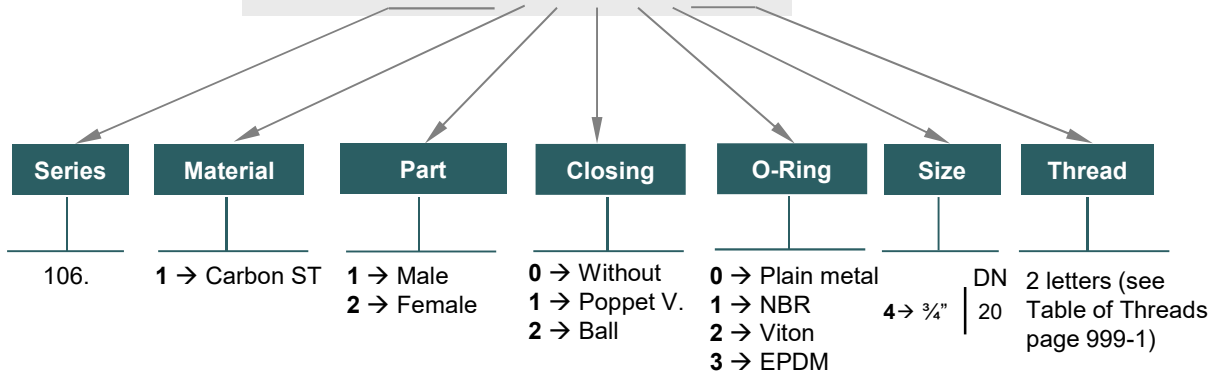 Series Material Part Closing O-Ring Size Thread
106.
1 → Carbon ST
1 → Male
2 → Female
0 → Without
1 → Poppet V.
2 → Ball
0 → Plain metal
1 → NBR
2 → Viton
3 → EPDM
DN
4→ ¾” 20
2 letters (see
Table of Threads
page 999-1)